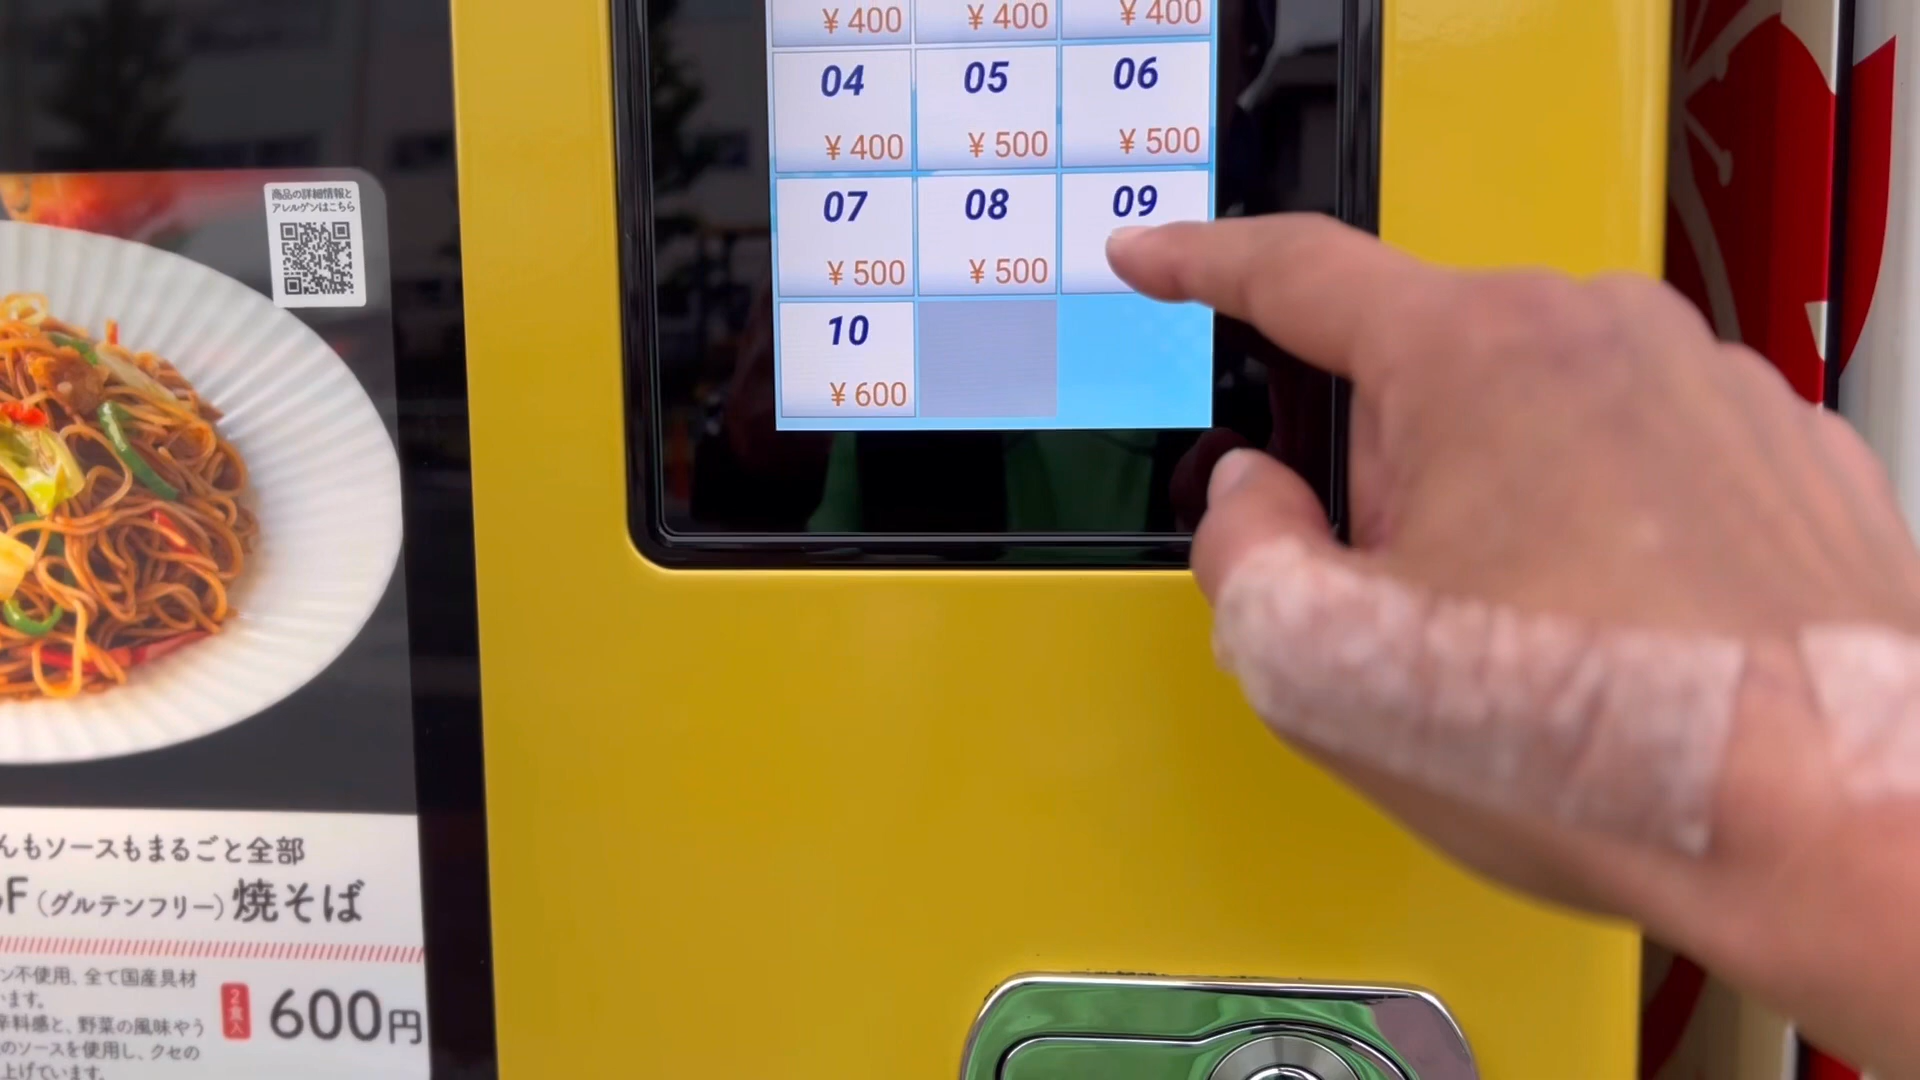 ¥400 ¥400 ¥400
04 05 06
¥400 ¥500 ¥500
07 08 09
¥500 ¥500
10
¥600
商品の詳細情報と
アレルゲンはこちら
んもソースもまるごと全部
F（グルテンフリー）焼そば
ン不使用、全て国産具材
います。
辛料感と、野菜の風味やう
のソースを使用し、クセの
上げています。
2食入 600円